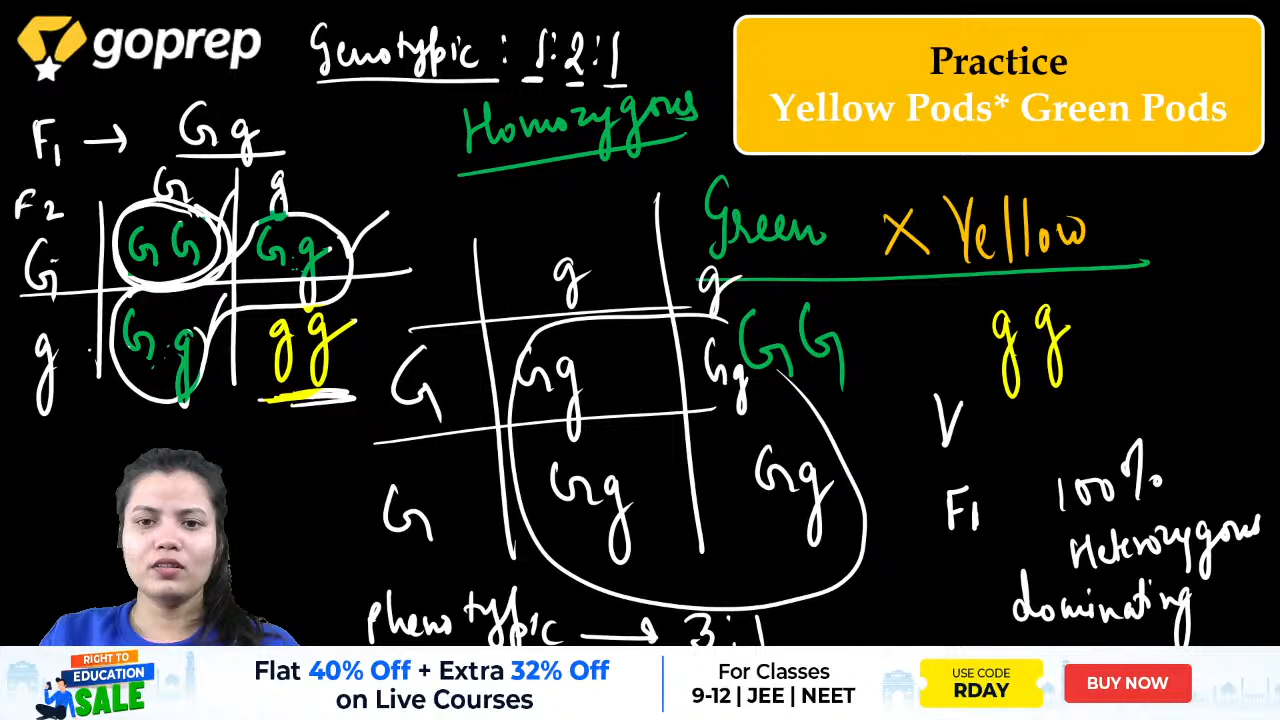 goprep
Genotypic : 1:2:1
Homozygous
Practice
Yellow Pods* Green Pods
F1 → Gg
F2
G g
G GG Gg
g Gg gg
Green × Yellow
GG gg
g g
G Gg Gg
G Gg Gg
F1 100%
Heterozygous
dominating
phenotypic → 3:1
RIGHT TO
EDUCATION
SALE
Flat 40% Off + Extra 32% Off
on Live Courses
For Classes
9-12 | JEE | NEET
USE CODE
RDAY
BUY NOW